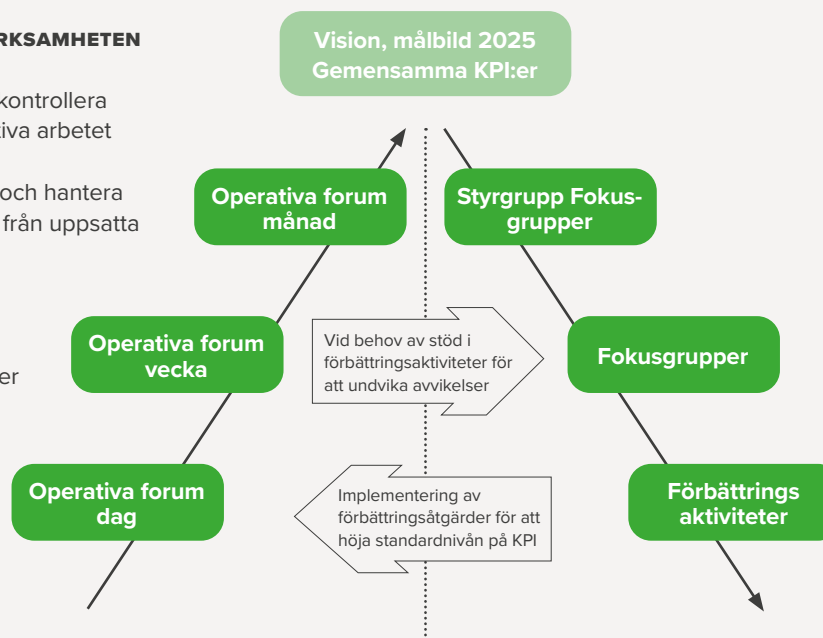 RKSAMHETEN
kontrollera
tiva arbetet
och hantera
från uppsatta
er
Vision, målbild 2025
Gemensamma KPI:er
Operativa forum
månad
Styrgrupp Fokus-
grupper
Operativa forum
vecka
Vid behov av stöd i
förbättringsaktiviteter för
att undvika avvikelser
Fokusgrupper
Operativa forum
dag
Implementering av
förbättringsåtgärder för att
höja standardnivån på KPI
Förbättrings
aktiviteter